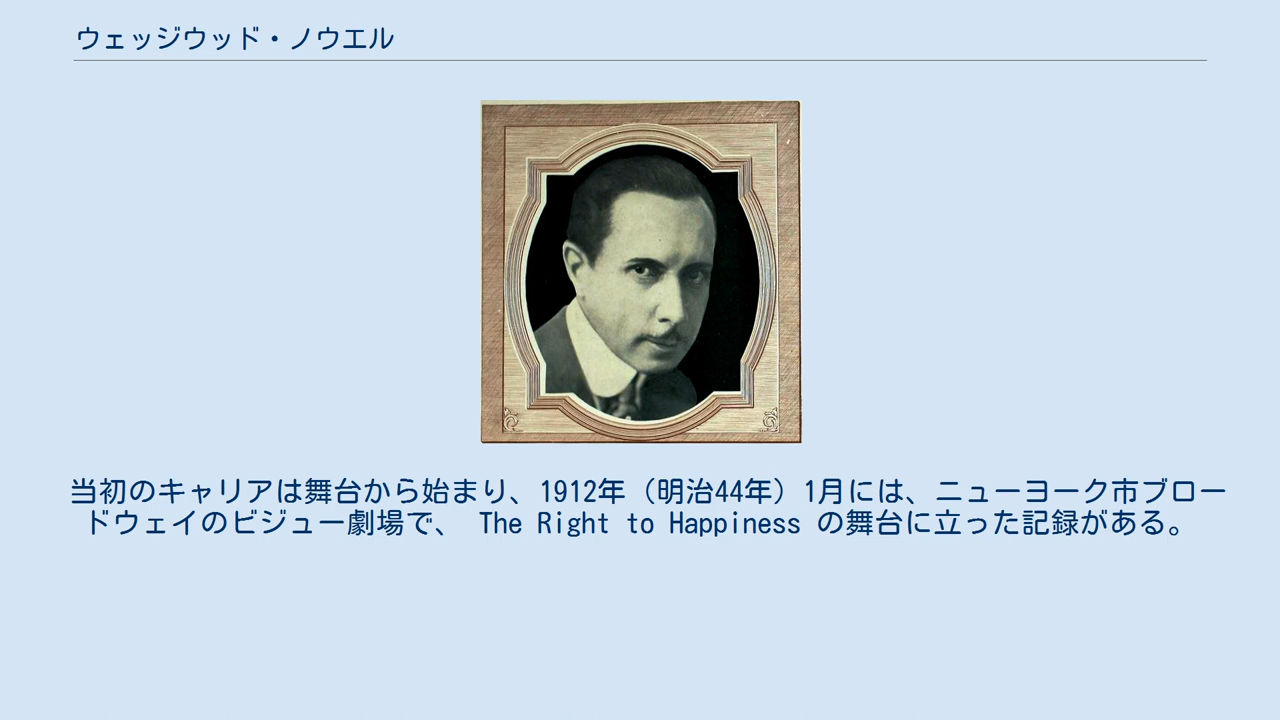 ウェッジウッド・ノウエル
当初のキャリアは舞台から始まり、1912年（明治44年）1月には、ニューヨーク市ブロー
ドウェイのビジュー劇場で、 The Right to Happiness の舞台に立った記録がある。